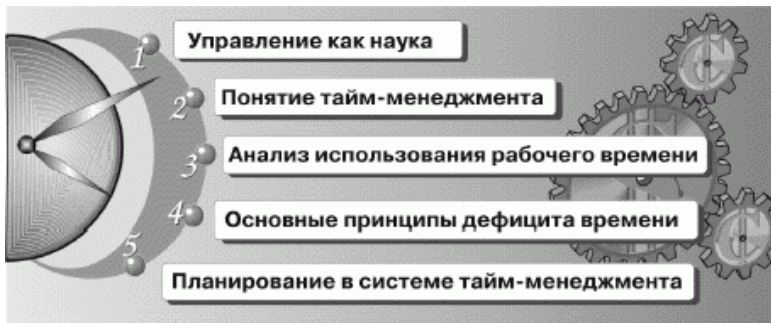 1 Управление как наука
2 Понятие тайм-менеджмента
3 Анализ использования рабочего времени
4 Основные принципы дефицита времени
5 Планирование в системе тайм-менеджмента